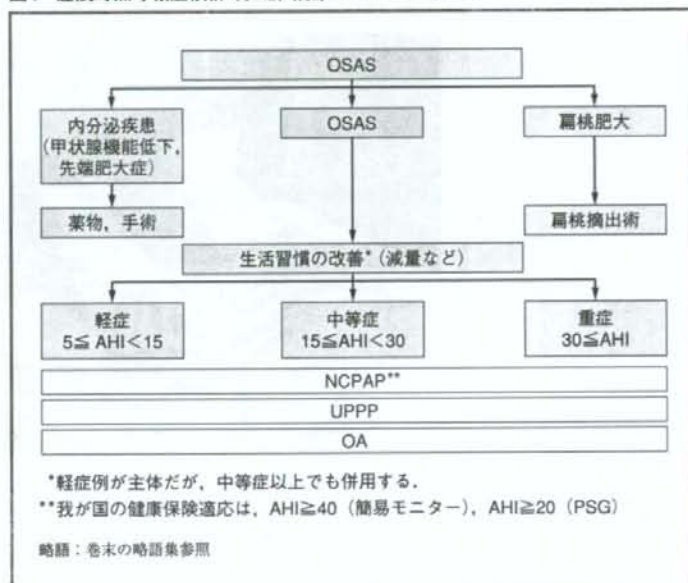 OSAS
内分泌疾患
(甲状腺機能低下,
先端肥大症)
OSAS
扁桃肥大
薬物,手術
扁桃摘出術
生活習慣の改善*(減量など)
軽症
5≦AHI<15
中等症
15≦AHI<30
重症
30≦AHI
NCPAP**
UPPP
OA
*軽症例が主体だが,中等症以上でも併用する.
**我が国の健康保険適応は,AHI≧40(簡易モニター),AHI≧20(PSG)
略語:巻末の略語集参照